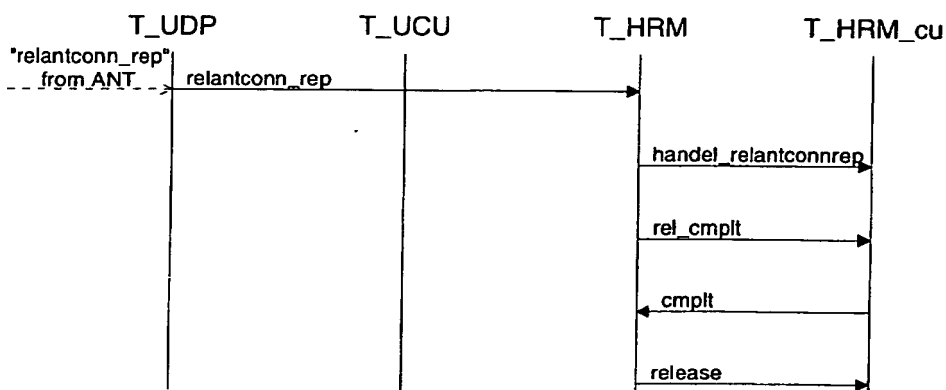 T_UDP T_UCU T_HRM T_HRM_cu
"relantconn_rep"
from ANT
relantconn_rep
handel_relantconnrep
rel_cmplt
cmplt
release